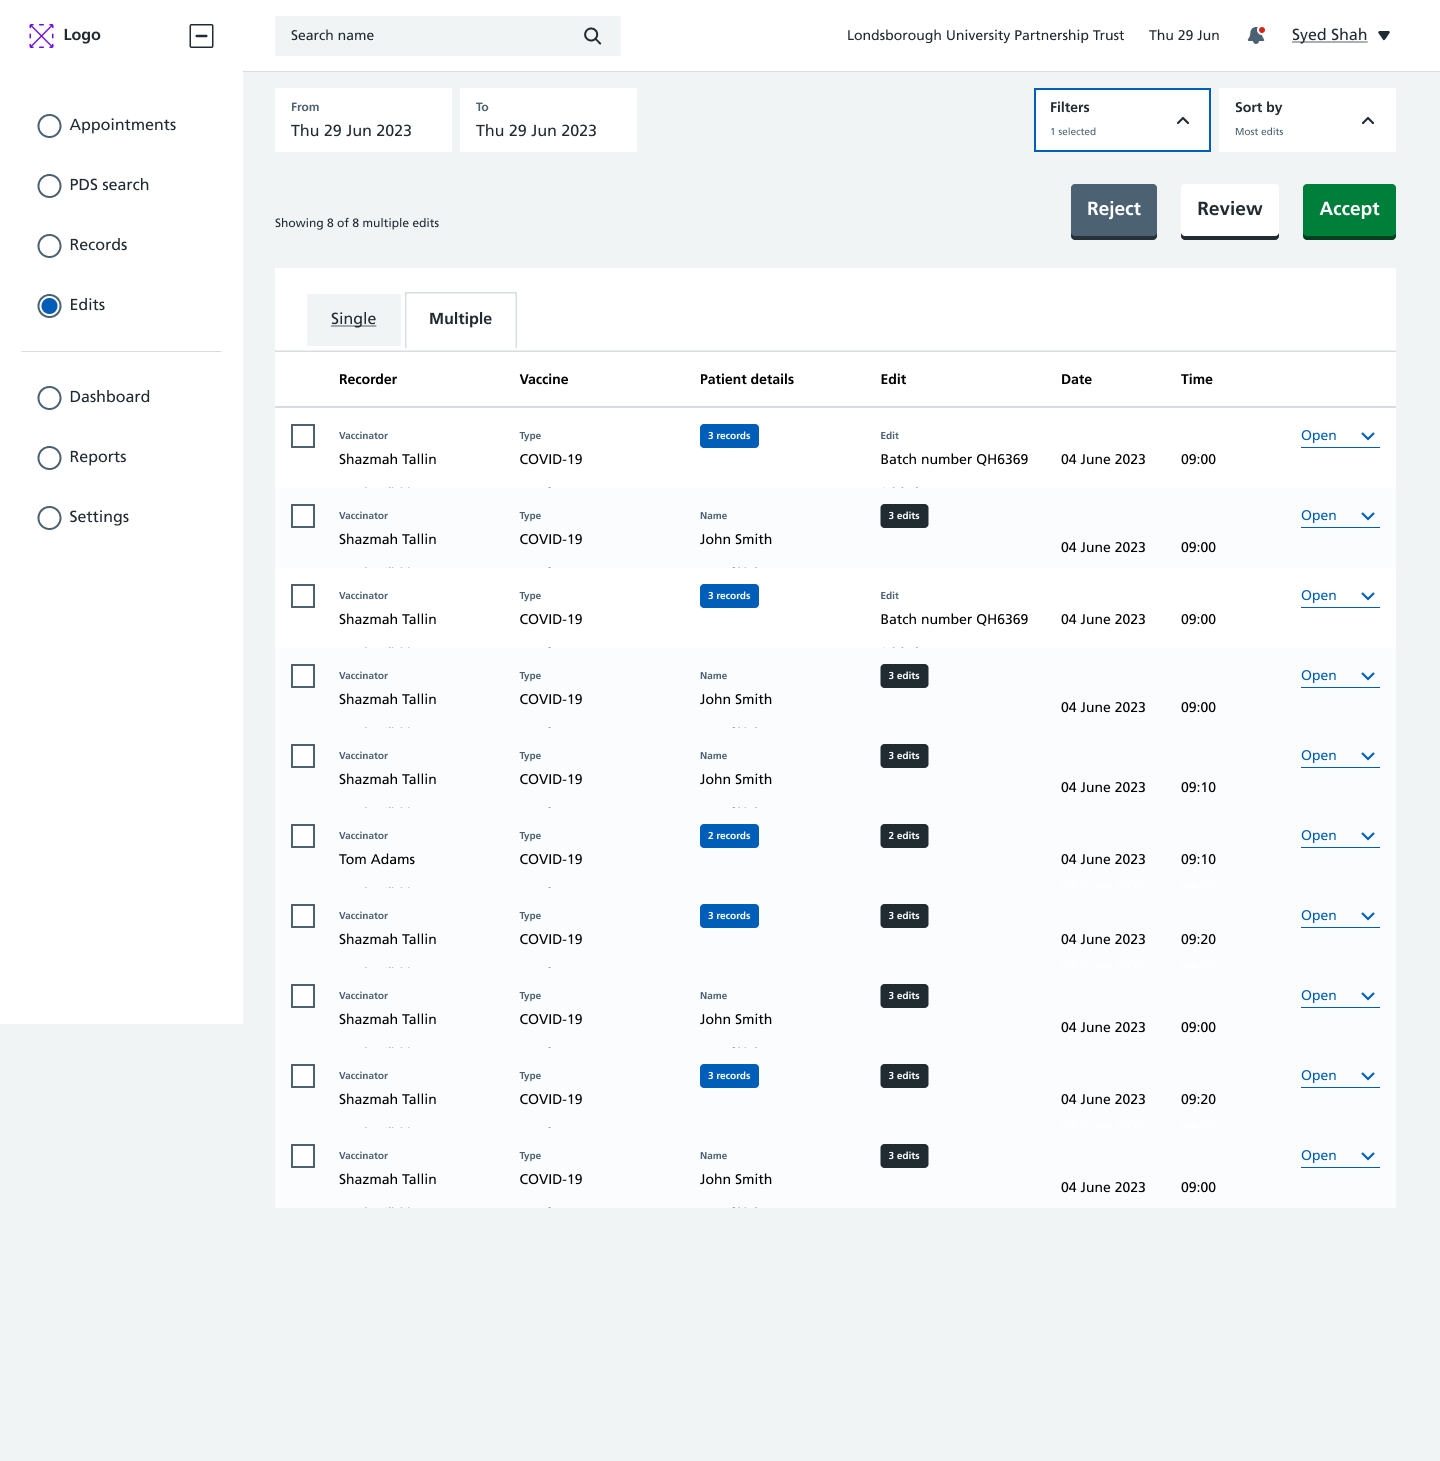 Logo
Search name
Londsborough University Partnership Trust
Thu 29 Jun
Syed Shah
Appointments
PDS search
Records
Edits
Dashboard
Reports
Settings
From
Thu 29 Jun 2023
To
Thu 29 Jun 2023
Filters
1 selected
Sort by
Most edits
Showing 8 of 8 multiple edits
Reject
Review
Accept
Single
Multiple
Recorder Vaccine Patient details Edit Date Time
Vaccinator Type 3 records Edit Open
Shazmah Tallin COVID-19 Batch number QH6369 04 June 2023 09:00
Vaccinator Type Name 3 edits Open
Shazmah Tallin COVID-19 John Smith 04 June 2023 09:00
Vaccinator Type 3 records Edit Open
Shazmah Tallin COVID-19 Batch number QH6369 04 June 2023 09:00
Vaccinator Type Name 3 edits Open
Shazmah Tallin COVID-19 John Smith 04 June 2023 09:00
Vaccinator Type Name 3 edits Open
Shazmah Tallin COVID-19 John Smith 04 June 2023 09:10
Vaccinator Type 2 records 2 edits Open
Tom Adams COVID-19 04 June 2023 09:10
Vaccinator Type 3 records 3 edits Open
Shazmah Tallin COVID-19 04 June 2023 09:20
Vaccinator Type Name 3 edits Open
Shazmah Tallin COVID-19 John Smith 04 June 2023 09:00
Vaccinator Type 3 records 3 edits Open
Shazmah Tallin COVID-19 04 June 2023 09:20
Vaccinator Type Name 3 edits Open
Shazmah Tallin COVID-19 John Smith 04 June 2023 09:00